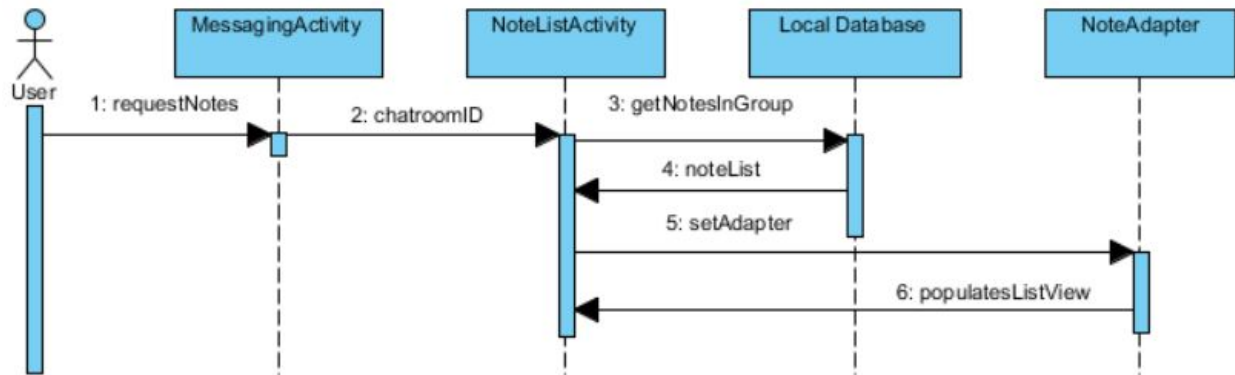 MessagingActivity
NoteListActivity
Local Database
NoteAdapter
User
1: requestNotes
2: chatroomID
3: getNotesInGroup
4: noteList
5: setAdapter
6: populatesListView